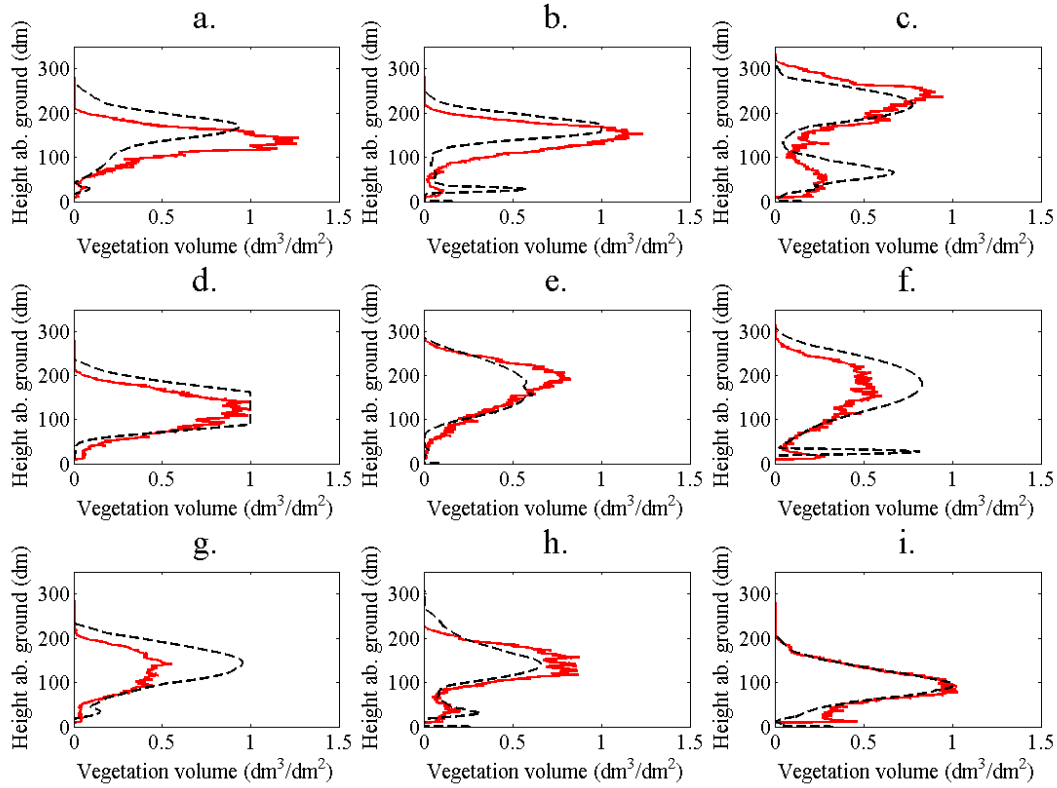 a. b. c.
Height ab. ground (dm)
300
200
100
0
0 0.5 1 1.5
Vegetation volume (dm³/dm²)
Height ab. ground (dm)
300
200
100
0
0 0.5 1 1.5
Vegetation volume (dm³/dm²)
Height ab. ground (dm)
300
200
100
0
0 0.5 1 1.5
Vegetation volume (dm³/dm²)
d. e. f.
Height ab. ground (dm)
300
200
100
0
0 0.5 1 1.5
Vegetation volume (dm³/dm²)
Height ab. ground (dm)
300
200
100
0
0 0.5 1 1.5
Vegetation volume (dm³/dm²)
Height ab. ground (dm)
300
200
100
0
0 0.5 1 1.5
Vegetation volume (dm³/dm²)
g. h. i.
Height ab. ground (dm)
300
200
100
0
0 0.5 1 1.5
Vegetation volume (dm³/dm²)
Height ab. ground (dm)
300
200
100
0
0 0.5 1 1.5
Vegetation volume (dm³/dm²)
Height ab. ground (dm)
300
200
100
0
0 0.5 1 1.5
Vegetation volume (dm³/dm²)